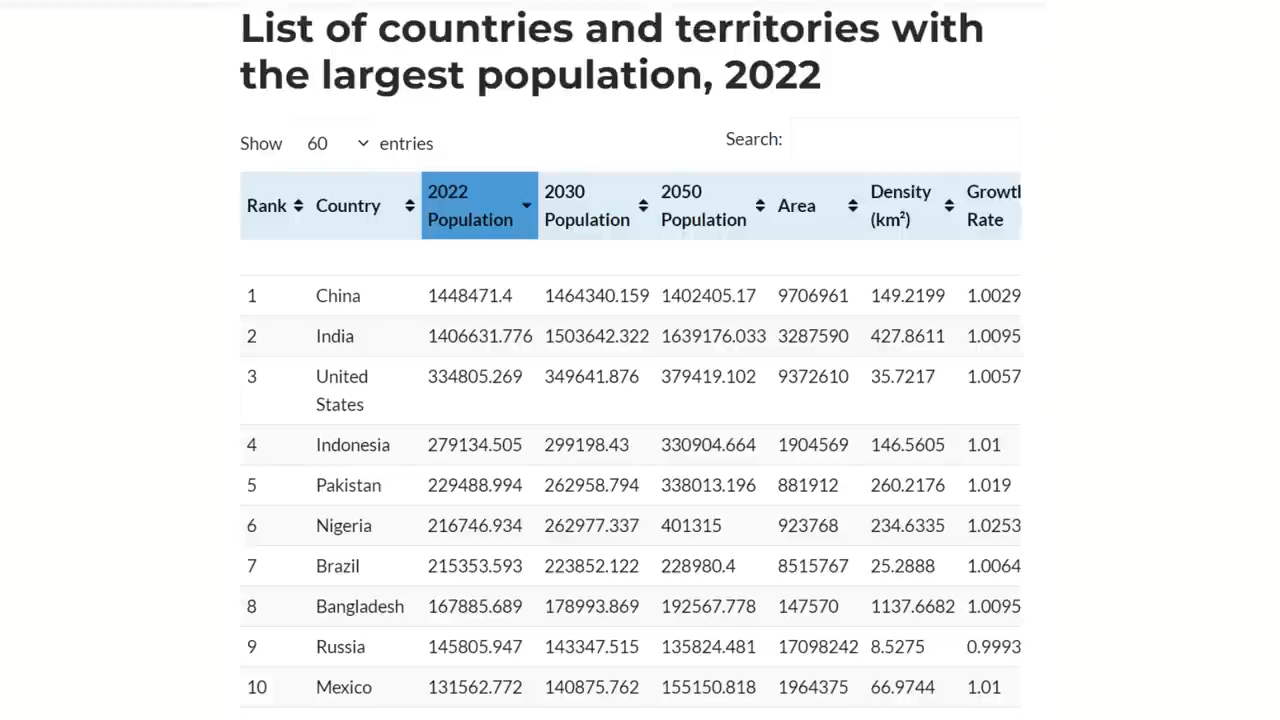 List of countries and territories with
the largest population, 2022
Show 60 entries Search:
Rank Country 2022 Population 2030 Population 2050 Population Area Density (km²) Growth Rate
1 China 1448471.4 1464340.159 1402405.17 9706961 149.2199 1.0029
2 India 1406631.776 1503642.322 1639176.033 3287590 427.8611 1.0095
3 United States 334805.269 349641.876 379419.102 9372610 35.7217 1.0057
4 Indonesia 279134.505 299198.43 330904.664 1904569 146.5605 1.01
5 Pakistan 229488.994 262958.794 338013.196 881912 260.2176 1.019
6 Nigeria 216746.934 262977.337 401315 923768 234.6335 1.0253
7 Brazil 215353.593 223852.122 228980.4 8515767 25.2888 1.0064
8 Bangladesh 167885.689 178993.869 192567.778 147570 1137.6682 1.0095
9 Russia 145805.947 143347.515 135824.481 17098242 8.5275 0.9993
10 Mexico 131562.772 140875.762 155150.818 1964375 66.9744 1.01